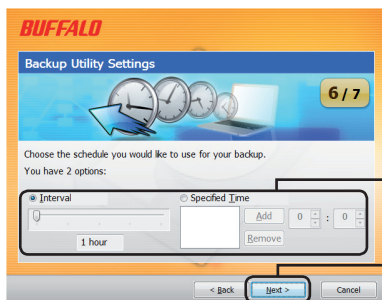 BUFFALO
Backup Utility Settings
6 / 7
Choose the schedule you would like to use for your backup.
You have 2 options:
Interval
Specified Time
Add 0 : 0
1 hour
Remove
< Back Next > Cancel